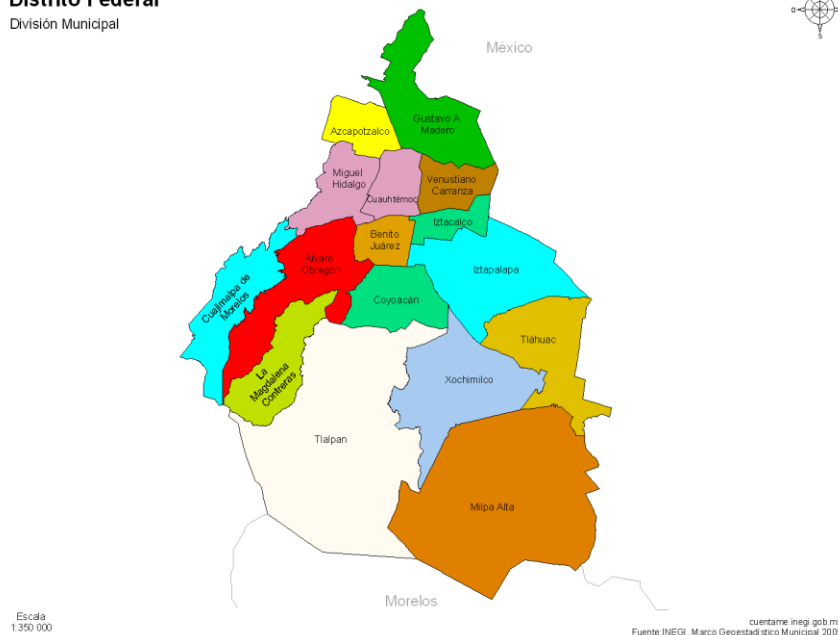 Distrito Federal
División Municipal
S
México
Gustavo A.
Madero
Azcapotzalco
Miguel
Hidalgo
Cuauhtémoc
Venustiano
Carranza
Iztacalco
Benito
Juárez
Alvaro
Obregón
Iztapalapa
Cuajimalpa de
Morelos
Coyoacán
Tláhuac
La
Magdalena
Contreras
Xochimilco
Tlalpan
Milpa Alta
Morelos
Escala
1:350 000
cuentame.inegi.gob.m
Fuente:INEGI. Marco Geoestadístico Municipal 200